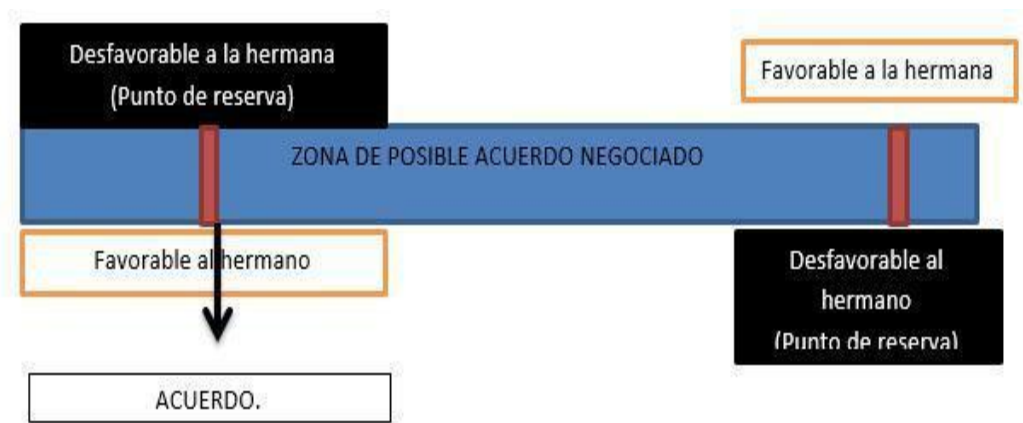 Desfavorable a la hermana
(Punto de reserva)
Favorable a la hermana
ZONA DE POSIBLE ACUERDO NEGOCIADO
Favorable al hermano
Desfavorable al
hermano
(Punto de reserva)
ACUERDO.